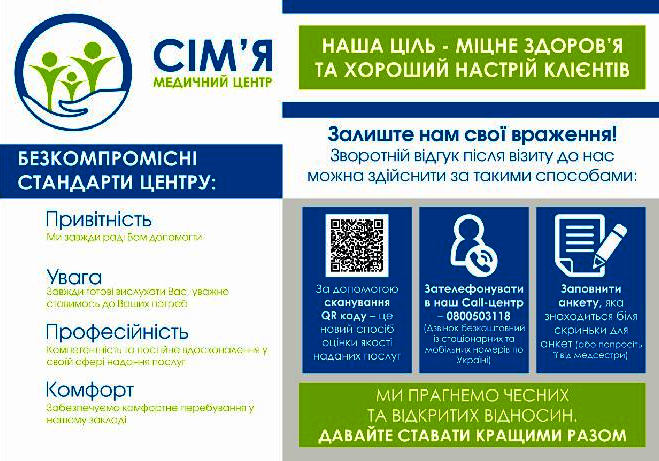 СІМ’Я
МЕДИЧНИЙ ЦЕНТР
НАША ЦІЛЬ - МІЦНЕ ЗДОРОВ’Я
ТА ХОРОШИЙ НАСТРІЙ КЛІЄНТІВ
БЕЗКОМПРОМІСНІ
СТАНДАРТИ ЦЕНТРУ:
Привітність
Ми завжди раді Вам допомогти
Увага
Завжди готові вислухати Вас, уважно
ставимось до Ваших потреб
Професійність
Компетентність та постійне вдосконалення у
своїй сфері надання послуг
Комфорт
Забезпечуємо комфортне перебування у
нашому закладі
Залиште нам свої враження!
Зворотній відгук після візиту до нас
можна здійснити за такими способами:
За допомогою
сканування
QR коду – це
новий спосіб
оцінки якості
наданих послуг
Зателефонувати
в наш Call-центр
– 0800503118
(Дзвінок безкоштовний
із стаціонарних та
мобільних номерів по
Україні)
Заповнити
анкету, яка
знаходиться біля
скриньки для
анкет (або попросіть
її від медсестри)
МИ ПРАГНЕМО ЧЕСНИХ
ТА ВІДКРИТИХ ВІДНОСИН.
ДАВАЙТЕ СТАВАТИ КРАЩИМИ РАЗОМ